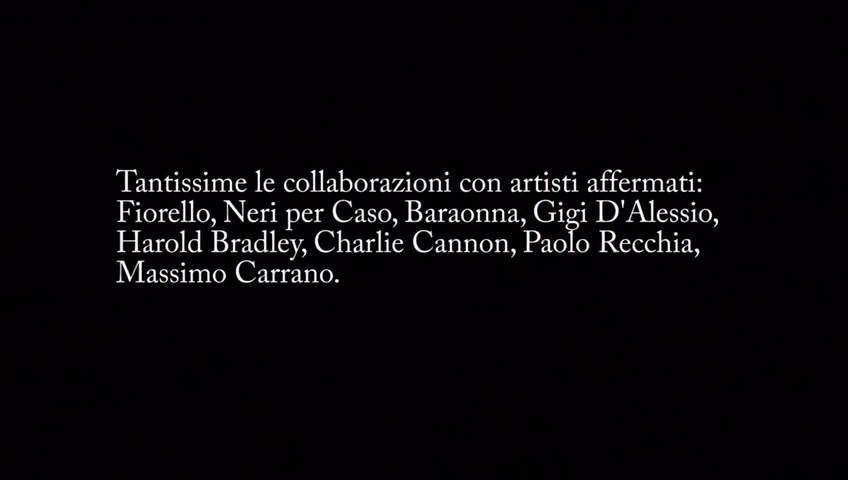 Tantissime le collaborazioni con artisti affermati:
Fiorello, Neri per Caso, Baraonna, Gigi D'Alessio,
Harold Bradley, Charlie Cannon, Paolo Recchia,
Massimo Carrano.